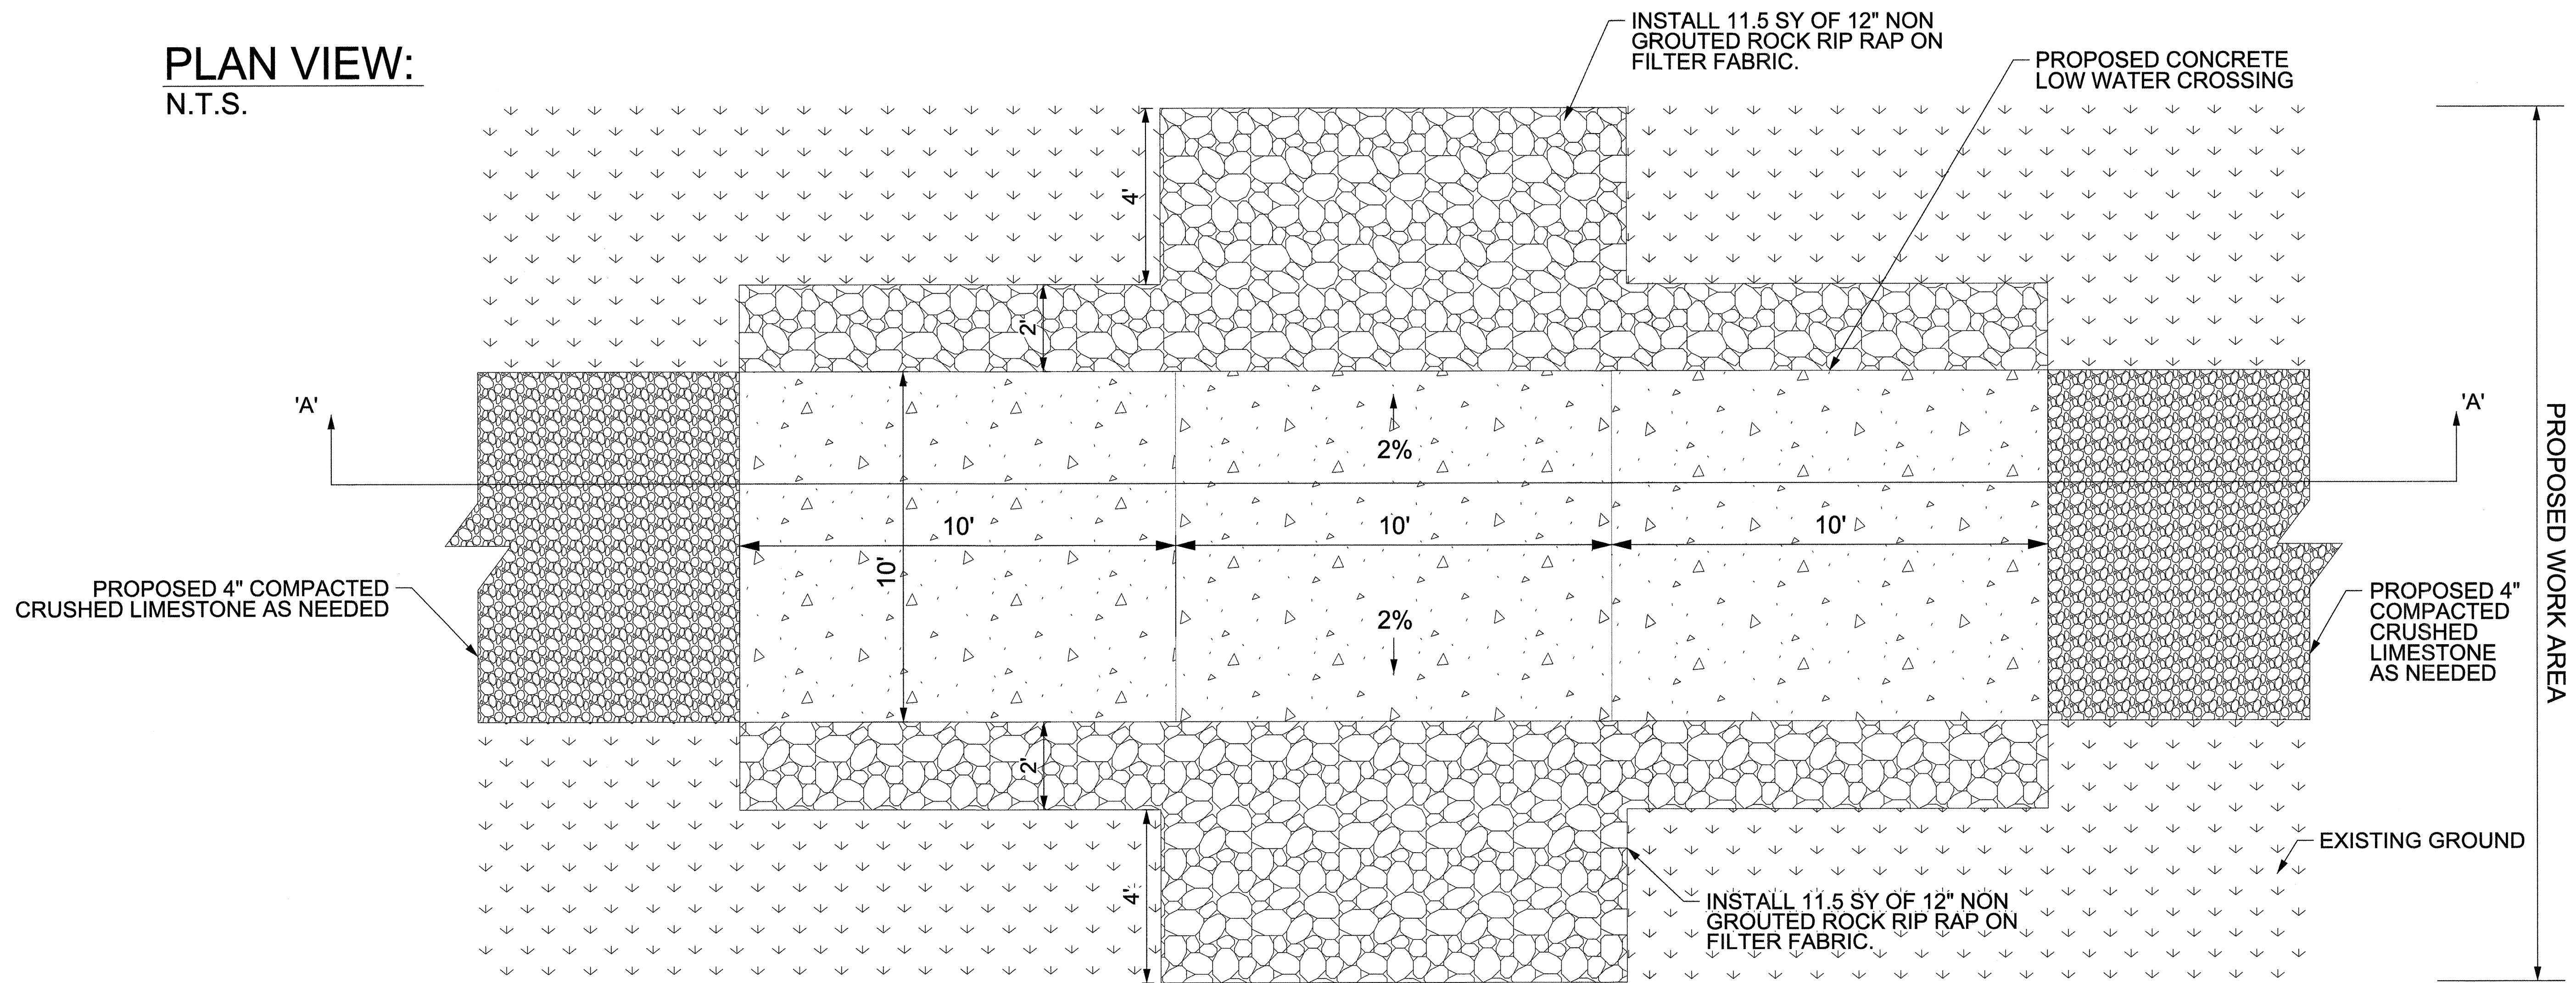 PLAN VIEW:
N.T.S.
INSTALL 11.5 SY OF 12" NON
GROUTED ROCK RIP RAP ON
FILTER FABRIC.
PROPOSED CONCRETE
LOW WATER CROSSING
4'
2'
'A'
'A'
2%
10'
10'
10'
10'
2%
PROPOSED 4" COMPACTED
CRUSHED LIMESTONE AS NEEDED
PROPOSED 4"
COMPACTED
CRUSHED
LIMESTONE
AS NEEDED
PROPOSED WORK AREA
2'
4'
EXISTING GROUND
INSTALL 11.5 SY OF 12" NON
GROUTED ROCK RIP RAP ON
FILTER FABRIC.